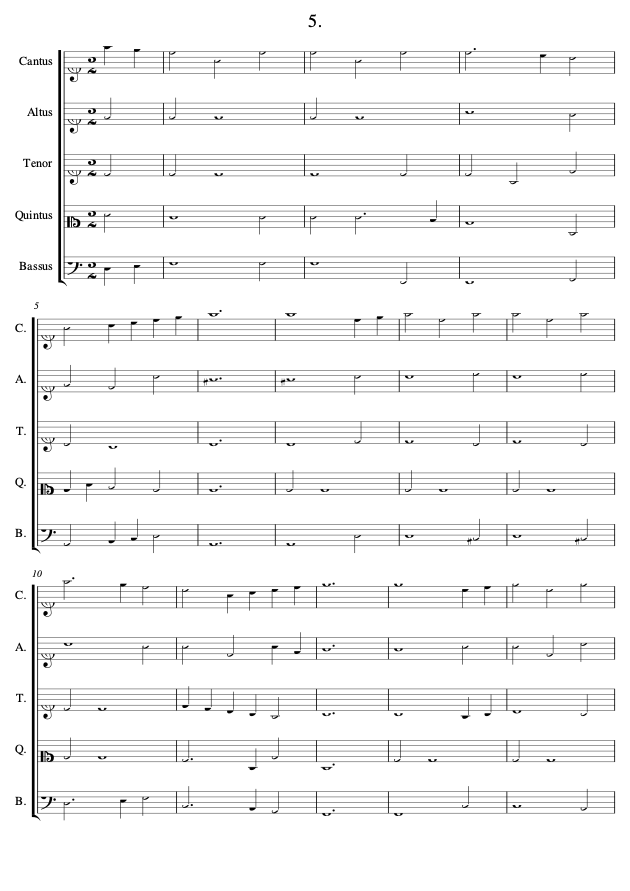 5.
Cantus
Altus
Tenor
Quintus
Bassus
5
C.
A.
T.
Q.
B.
10
C.
A.
T.
Q.
B.